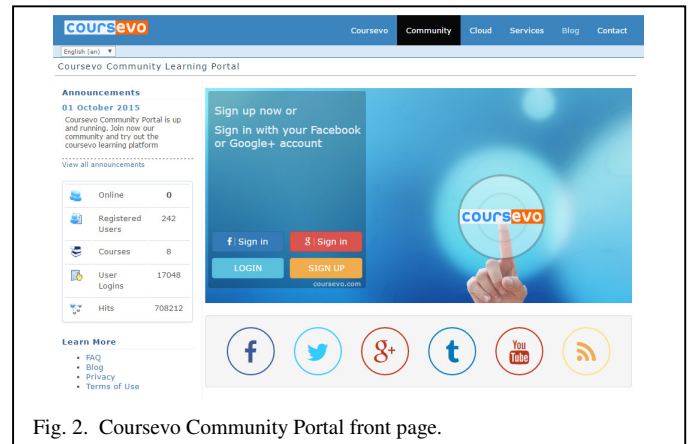 coursevo
Coursevo Community Cloud Services Blog Contact
English (en)
Coursevo Community Learning Portal
Announcements
01 October 2015
Coursevo Community Portal is up
and running. Join now our
community and try out the
coursevo learning platform
View all announcements
Online 0
Registered Users 242
Courses 8
User Logins 17048
Hits 708212
Learn More
FAQ
Blog
Privacy
Terms of Use
Sign up now or
Sign in with your Facebook
or Google+ account
f Sign in
8 Sign in
LOGIN
SIGN UP
coursevo.com
coursevo
f
g+
t
You
Tube
Fig. 2. Coursevo Community Portal front page.